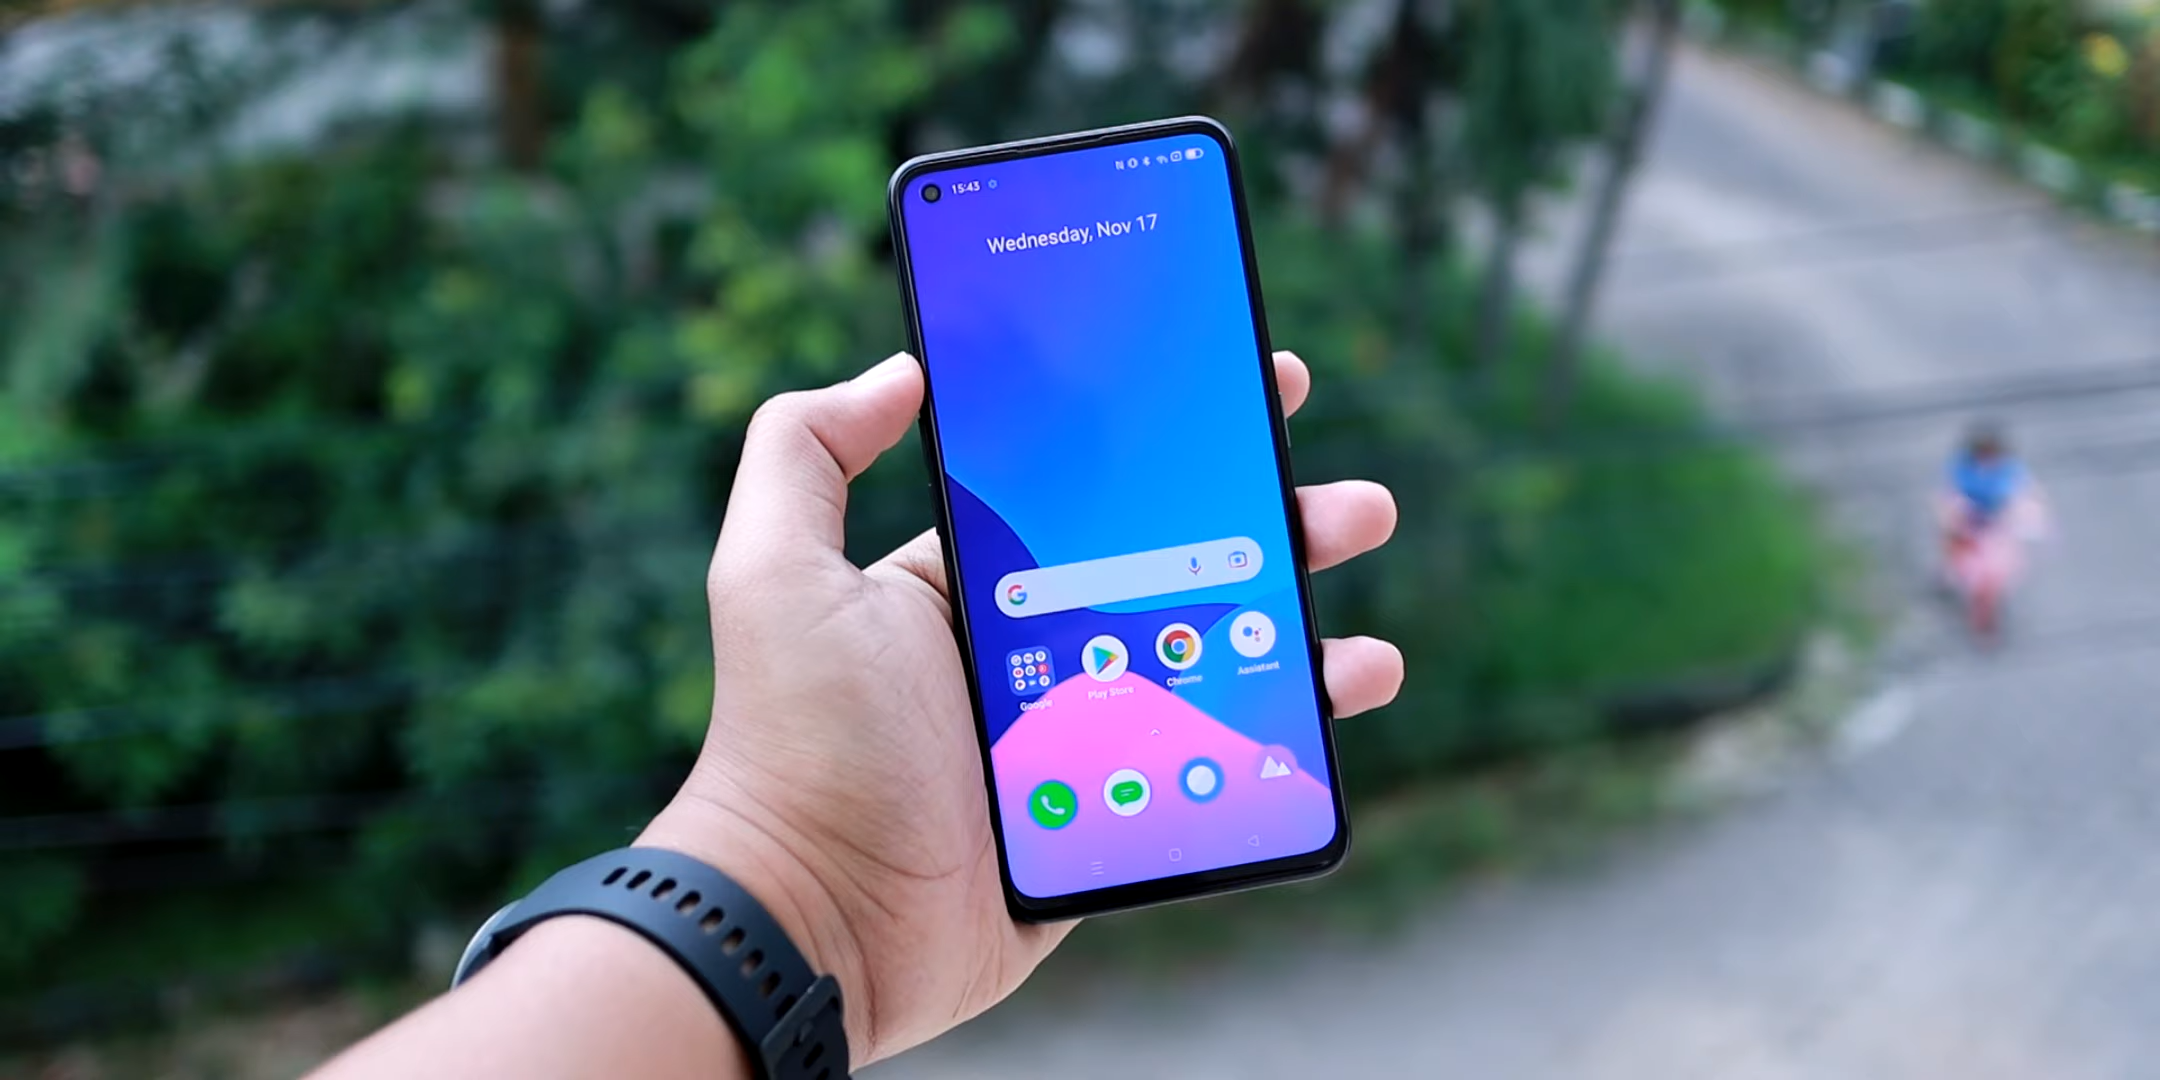 15:43
Wednesday, Nov 17
Google
Play Store
Chrome
Assistant